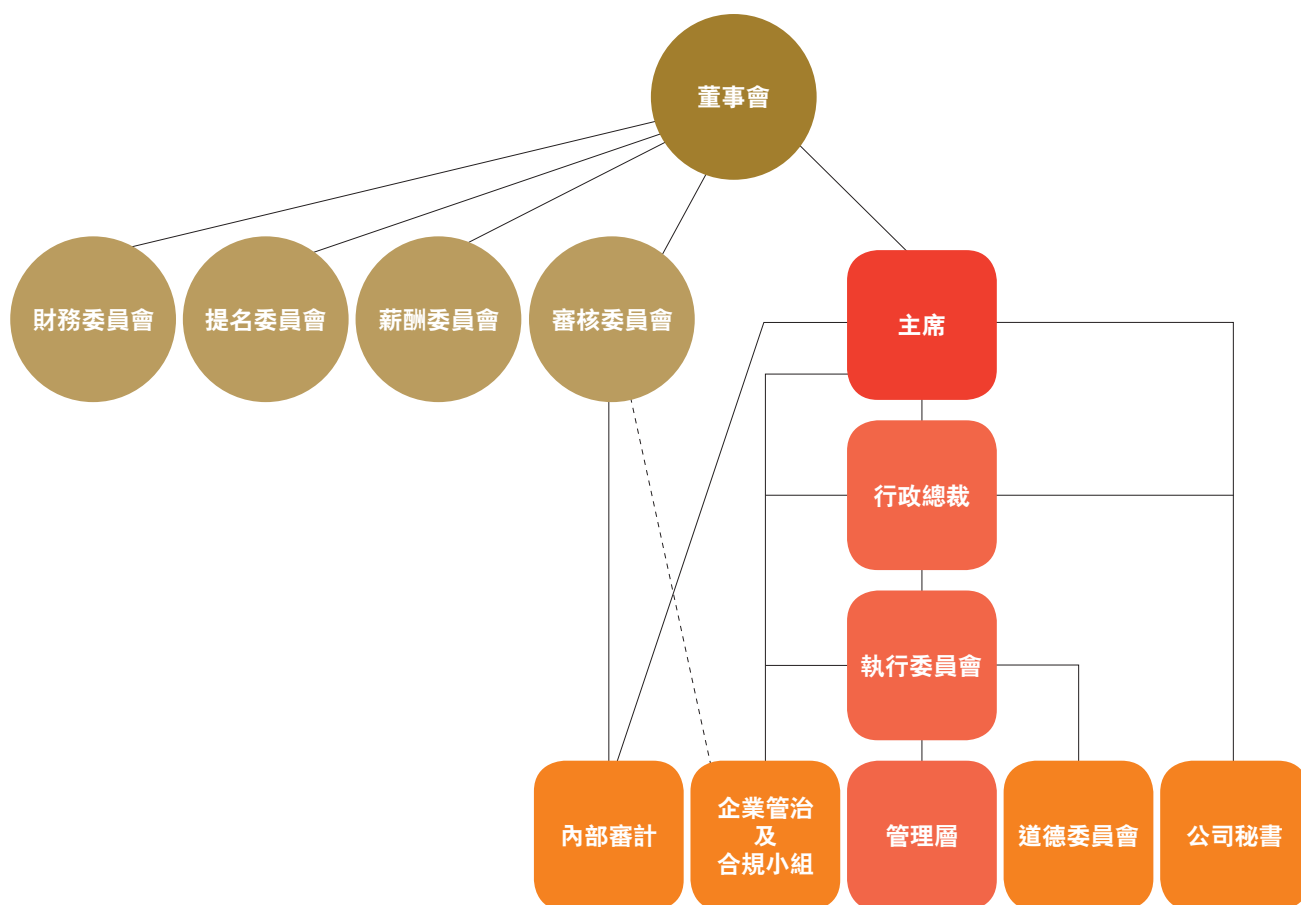 董事會
財務委員會
提名委員會
薪酬委員會
審核委員會
主席
行政總裁
執行委員會
內部審計
企業管治
及
合規小組
管理層
道德委員會
公司秘書